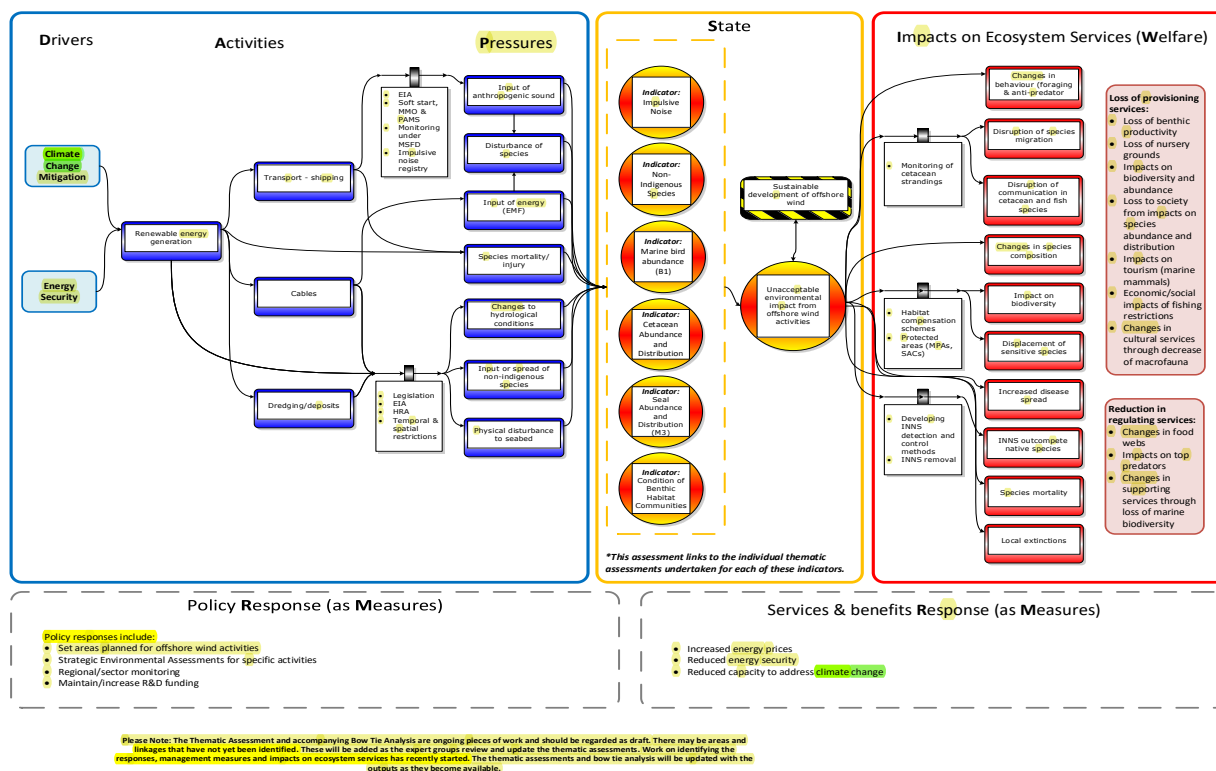 Drivers
Activities
Pressures
State
Impacts on Ecosystem Services (Welfare)
Climate
Change
Mitigation
Energy
Security
Renewable energy
generation
Transport - shipping
Cables
Dredging/deposits
• EIA
• Soft start,
MMO &
PAMS
• Monitoring
under
MSFD
• Impulsive
noise
registry
• Legislation
• EIA
• HRA
• Temporal &
spatial
restrictions
Input of
anthropogenic sound
Disturbance of
species
Input of energy
(EMF)
Species mortality/
injury
Changes to
hydrological
conditions
Input or spread of
non-indigenous
species
Physical disturbance
to seabed
Indicator:
Impulsive
Noise
Indicator:
Non-
Indigenous
Species
Indicator:
Marine bird
abundance
(B1)
Indicator:
Cetacean
Abundance
and
Distribution
Indicator:
Seal
Abundance
and
Distribution
(M3)
Indicator:
Condition of
Benthic
Habitat
Communities
*This assessment links to the individual thematic
assessments undertaken for each of these indicators.
Sustainable
development of offshore
wind
Unacceptable
environmental
impact from
offshore wind
activities
• Monitoring of
cetacean
strandings
• Habitat
compensation
schemes
• Protected
areas (MPAs,
SACs)
• Developing
INNS
detection and
control
methods
• INNS removal
Changes in
behaviour (foraging
& anti-predator
Disruption of species
migration
Disruption of
communication in
cetacean and fish
species
Changes in species
composition
Impact on
biodiversity
Displacement of
sensitive species
Increased disease
spread
INNS outcompete
native species
Species mortality
Local extinctions
Loss of provisioning
services:
• Loss of benthic
productivity
• Loss of nursery
grounds
• Impacts on
biodiversity and
abundance
• Loss to society
from impacts on
species
abundance and
distribution
• Impacts on
tourism (marine
mammals)
• Economic/social
impacts of fishing
restrictions
• Changes in
cultural services
through decrease
of macrofauna
Reduction in
regulating services:
• Changes in food
webs
• Impacts on top
predators
• Changes in
supporting
services through
loss of marine
biodiversity
Policy Response (as Measures)
Policy responses include:
• Set areas planned for offshore wind activities
• Strategic Environmental Assessments for specific activities
• Regional/sector monitoring
• Maintain/increase R&D funding
Services & benefits Response (as Measures)
• Increased energy prices
• Reduced energy security
• Reduced capacity to address climate change
Please Note: The Thematic Assessment and accompanying Bow Tie Analysis are ongoing pieces of work and should be regarded as draft. There may be areas and
linkages that have not yet been identified. These will be added as the expert groups review and update the thematic assessments. Work on identifying the
responses, management measures and impacts on ecosystem services has recently started. The thematic assessments and bow tie analysis will be updated with the
outputs as they become available.